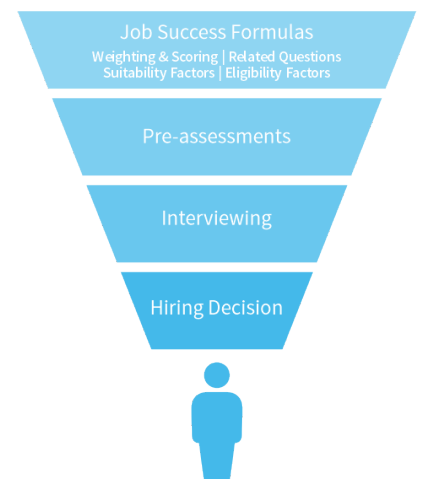 Job Success Formulas
Weighting & Scoring | Related Questions
Suitability Factors | Eligibility Factors
Pre-assessments
Interviewing
Hiring Decision